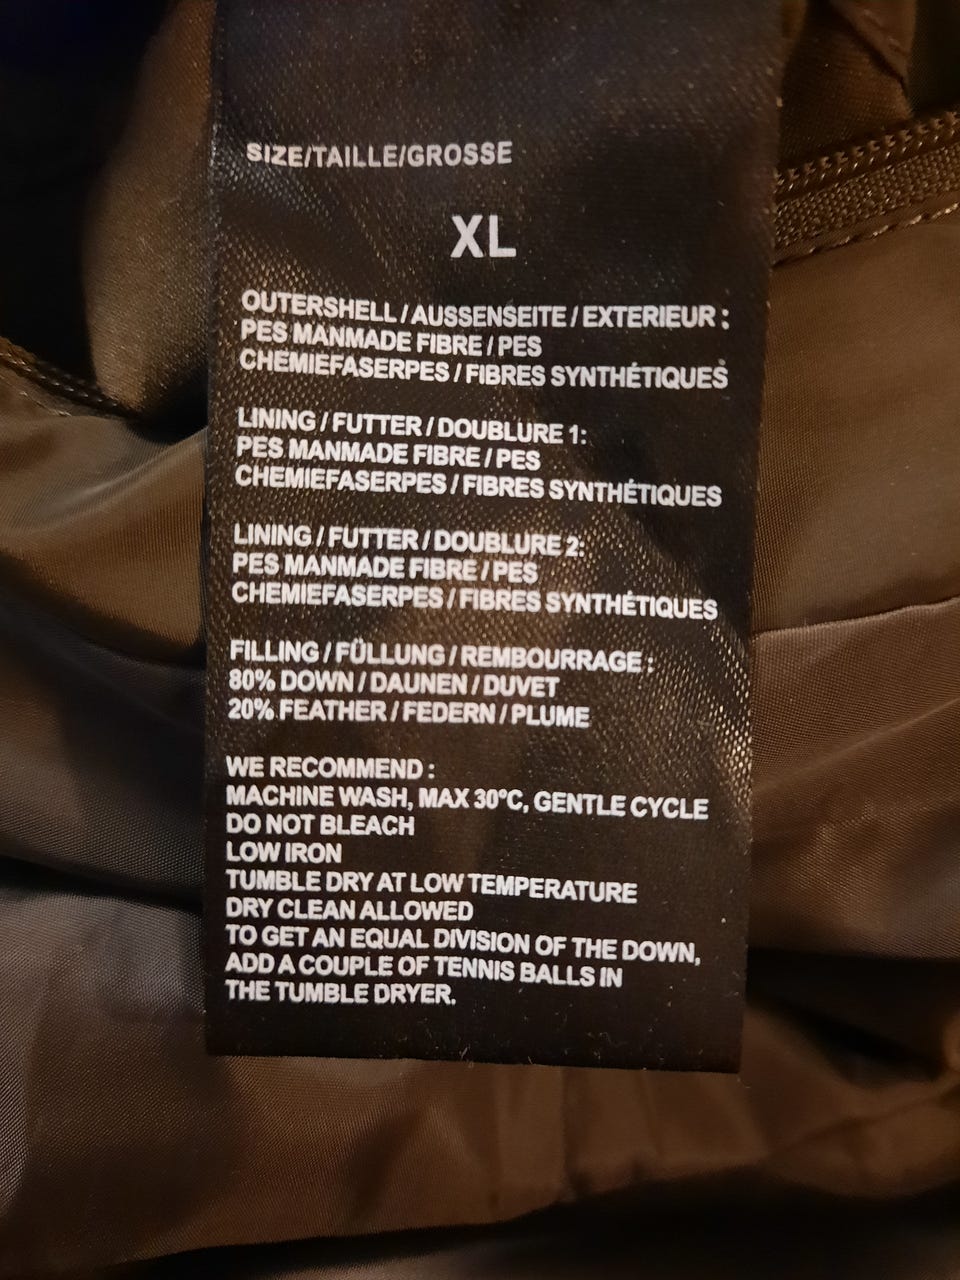 SIZE/TAILLE/GROSSE
XL
OUTERSHELL / AUSSENSEITE / EXTERIEUR :
PES MANMADE FIBRE / PES
CHEMIEFASERPES / FIBRES SYNTHÉTIQUES
LINING / FUTTER / DOUBLURE 1:
PES MANMADE FIBRE / PES
CHEMIEFASERPES / FIBRES SYNTHÉTIQUES
LINING / FUTTER / DOUBLURE 2:
PES MANMADE FIBRE / PES
CHEMIEFASERPES / FIBRES SYNTHÉTIQUES
FILLING / FÜLLUNG / REMBOURRAGE :
80% DOWN / DAUNEN / DUVET
20% FEATHER / FEDERN / PLUME
WE RECOMMEND :
MACHINE WASH, MAX 30°C, GENTLE CYCLE
DO NOT BLEACH
LOW IRON
TUMBLE DRY AT LOW TEMPERATURE
DRY CLEAN ALLOWED
TO GET AN EQUAL DIVISION OF THE DOWN,
ADD A COUPLE OF TENNIS BALLS IN
THE TUMBLE DRYER.